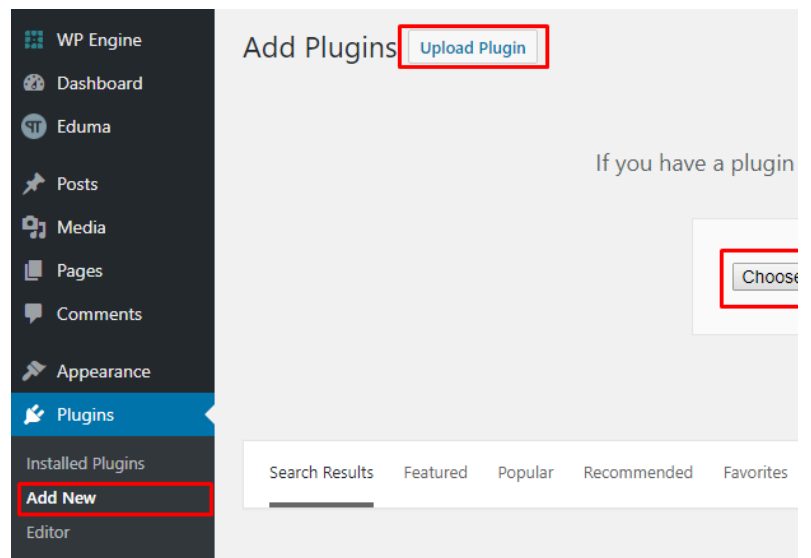 WP Engine
Dashboard
Eduma
Posts
Media
Pages
Comments
Appearance
Plugins
Installed Plugins
Add New
Editor
Add Plugins Upload Plugin
If you have a plugin
Choose
Search Results Featured Popular Recommended Favorites